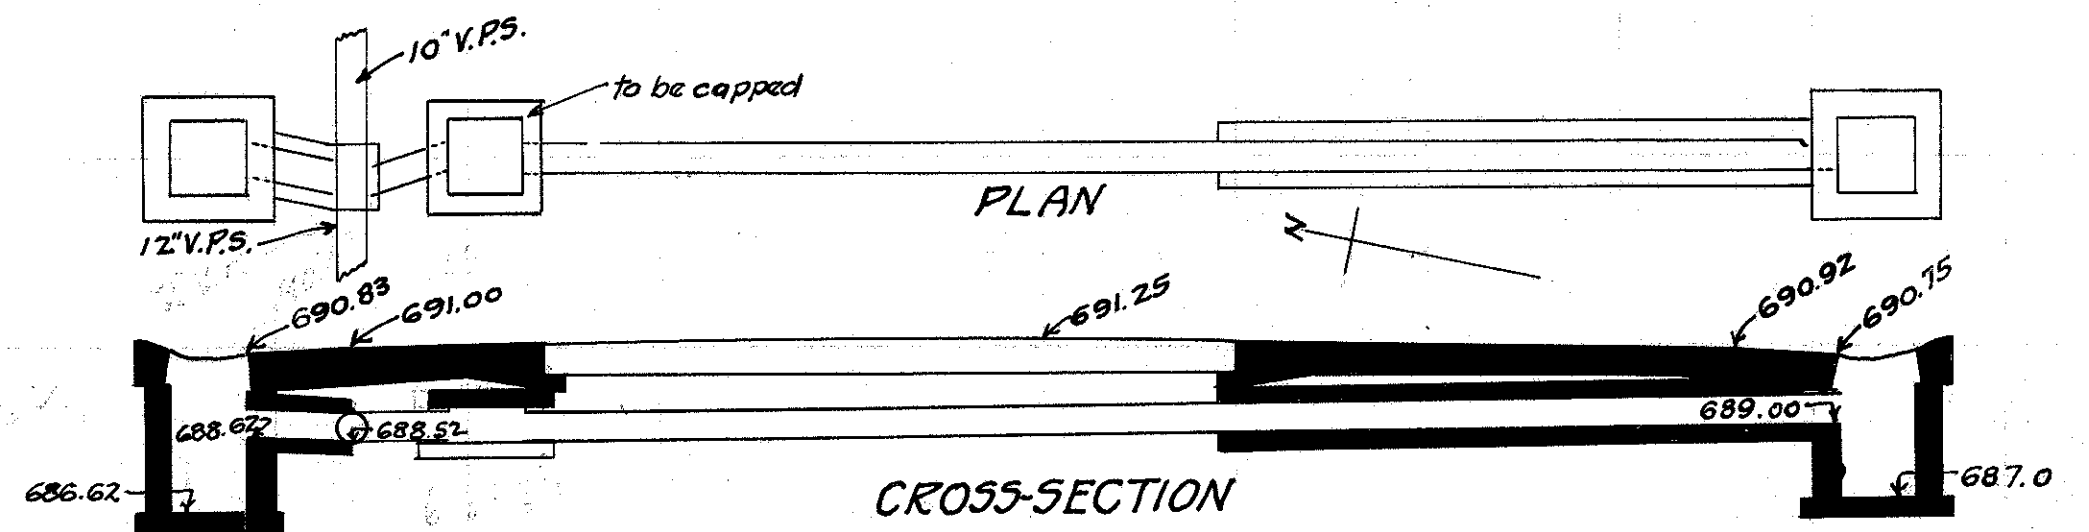 10" V.P.S.
to be capped
PLAN
12" V.P.S.
N
690.83
691.00
691.25
690.92
690.75
688.62
688.52
689.00
686.62
687.0
CROSS-SECTION